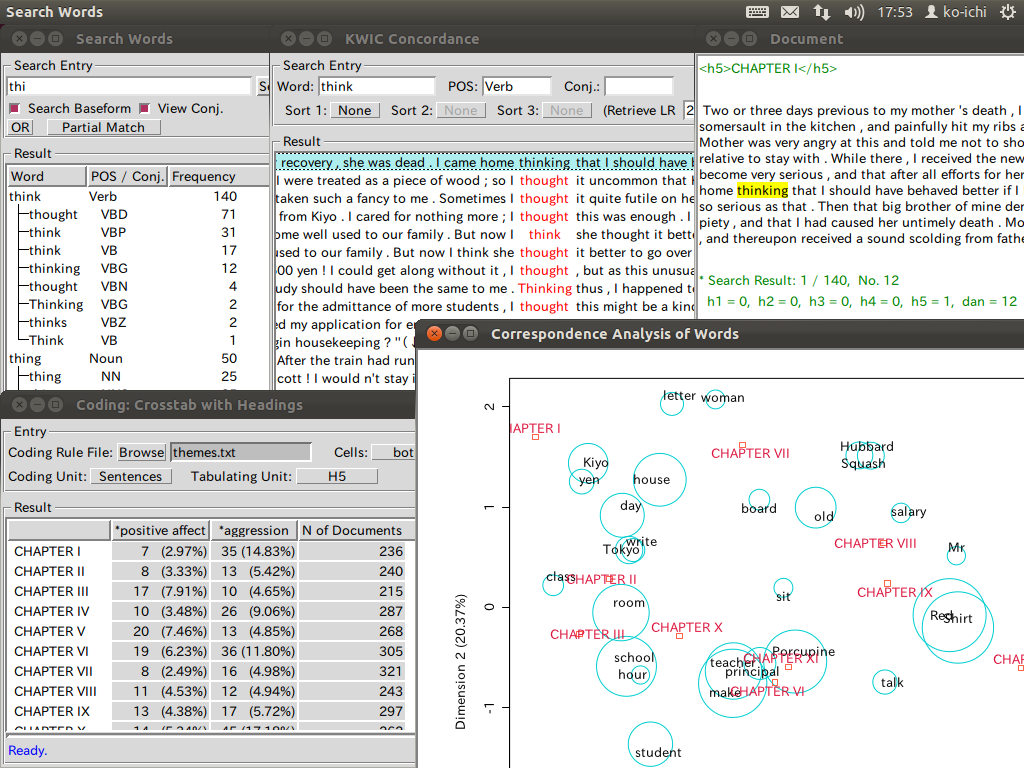 Search Words
17:53
ko-ichi
Search Words
Search Entry
thi
Search Baseform
View Conj.
OR
Partial Match
Result
Word POS / Conj. Frequency
think Verb 140
thought VBD 71
think VBP 31
think VB 17
thinking VBG 12
thought VBN 4
Thinking VBG 2
thinks VBZ 2
Think VB 1
thing Noun 50
thing NN 25
KWIC Concordance
Search Entry
Word: think POS: Verb Conj.:
Sort 1: None Sort 2: None Sort 3: None (Retrieve LR 2
Result
recovery , she was dead . I came home thinking that I should have b
I were treated as a piece of wood ; so I thought it uncommon that
taken such a fancy to me . Sometimes I thought it quite futile on he
from Kiyo . I cared for nothing more ; I thought this was enough . I
ome well used to our family . But now I think she thought it bette
used to our family . But now I think she thought it better to go over
00 yen ! I could get along without it , I thought , but as this unusua
udy should have been the same to me . Thinking thus , I happened t
for the admittance of more students , I thought this might be a kind
ed my application for e
gin housekeeping ? "(
After the train had run
cott ! I would n't stay i
Document
<h5>CHAPTER I</h5>
Two or three days previous to my mother 's death , I
somersault in the kitchen , and painfully hit my ribs a
Mother was very angry at this and told me not to sho
relative to stay with . While there , I received the new
become very serious , and that after all efforts for her
home thinking that I should have behaved better if I
so serious as that . Then that big brother of mine der
piety , and that I had caused her untimely death . Mo
, and thereupon received a sound scolding from fathe
* Search Result: 1 / 140, No. 12
h1 = 0, h2 = 0, h3 = 0, h4 = 0, h5 = 1, dan = 12
Coding: Crosstab with Headings
Entry
Coding Rule File: Browse themes.txt Cells: bot
Coding Unit: Sentences Tabulating Unit: H5
Result
*positive affect *aggression N of Documents
CHAPTER I 7 (2.97%) 35 (14.83%) 236
CHAPTER II 8 (3.33%) 13 (5.42%) 240
CHAPTER III 17 (7.91%) 10 (4.65%) 215
CHAPTER IV 10 (3.48%) 26 (9.06%) 287
CHAPTER V 20 (7.46%) 13 (4.85%) 268
CHAPTER VI 19 (6.23%) 36 (11.80%) 305
CHAPTER VII 8 (2.49%) 16 (4.98%) 321
CHAPTER VIII 11 (4.53%) 12 (4.94%) 243
CHAPTER IX 13 (4.38%) 17 (5.72%) 297
Ready.
Correspondence Analysis of Words
Dimension 2 (20.37%)
2
1
0
-1
letter woman
HAPTER I
CHAPTER VII
Hubbard
Squash
Kiyo
yen
house
day
board
old
salary
write
Tokyo
CHAPTER VIII
Mr
class
CHAPTER II
sit
CHAPTER IX
room
Red
Shirt
CHAPTER III
CHAPTER X
school
hour
teacher
Porcupine
CHAPTER XI
principal
CHAP
make
CHAPTER VI
talk
student